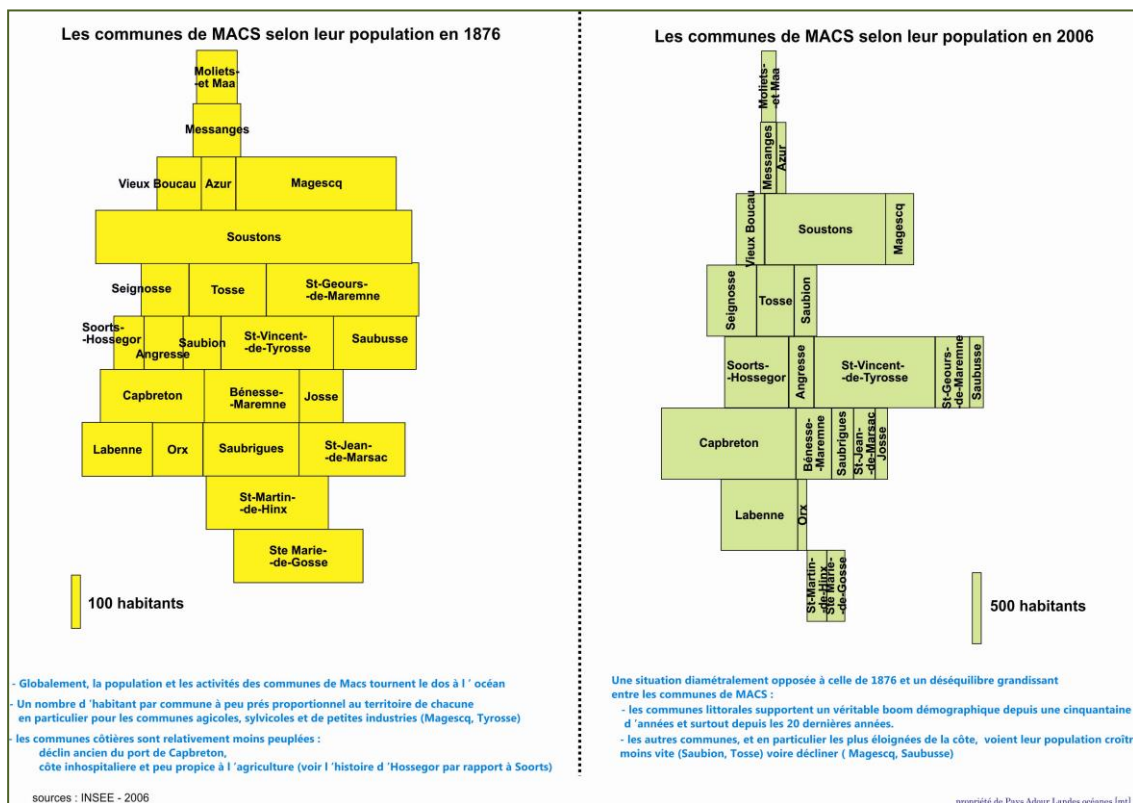 Les communes de MACS selon leur population en 1876
Moliets-
-et Maa
Messanges
Vieux Boucau
Azur
Magescq
Soustons
Seignosse
Tosse
St-Geours-
-de-Maremne
Soorts-
-Hossegor
Angresse
Saubion
St-Vincent-
-de-Tyrosse
Saubusse
Capbreton
Bénesse-
-Maremne
Josse
Labenne
Orx
Saubrigues
St-Jean-
-de-Marsac
St-Martin-
-de-Hinx
Ste Marie-
-de-Gosse
100 habitants
- Globalement, la population et les activités des communes de Macs tournent le dos à l ' océan
- Un nombre d 'habitant par commune à peu prés proportionnel au territoire de chacune
en particulier pour les communes agicoles, sylvicoles et de petites industries (Magescq, Tyrosse)
- les communes côtières sont relativement moins peuplées :
déclin ancien du port de Capbreton,
côte inhospitaliere et peu propice à l 'agriculture (voir l 'histoire d 'Hossegor par rapport à Soorts)
sources : INSEE - 2006
Les communes de MACS selon leur population en 2006
Moliets-
-et Maa
Messanges
Azur
Vieux Boucau
Soustons
Magescq
Seignosse
Tosse
Saubion
Soorts-
-Hossegor
Angresse
St-Vincent-
-de-Tyrosse
St-Geours-
-de-Maremne
Saubusse
Capbreton
Bénesse-
-Maremne
Saubrigues
St-Jean-
-de-Marsac
Josse
Labenne
Orx
St-Martin-
-de-Hinx
Ste Marie-
-de-Gosse
500 habitants
Une situation diamétralement opposée à celle de 1876 et un déséquilibre grandissant
entre les communes de MACS :
- les communes littorales supportent un véritable boom démographique depuis une cinquantaine
d 'années et surtout depuis les 20 dernières années.
- les autres communes, et en particulier les plus éloignées de la côte, voient leur population croîtr
moins vite (Saubion, Tosse) voire décliner ( Magescq, Saubusse)
propriété de Pays Adour Landes océanes [mt]